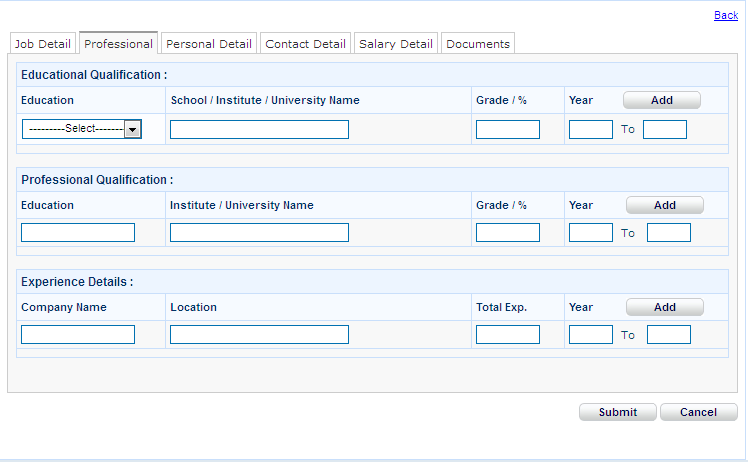 Back
Job Detail Professional Personal Detail Contact Detail Salary Detail Documents
Educational Qualification :
Education School / Institute / University Name Grade / % Year Add
---------Select------- To
Professional Qualification :
Education Institute / University Name Grade / % Year Add
To
Experience Details :
Company Name Location Total Exp. Year Add
To
Submit Cancel